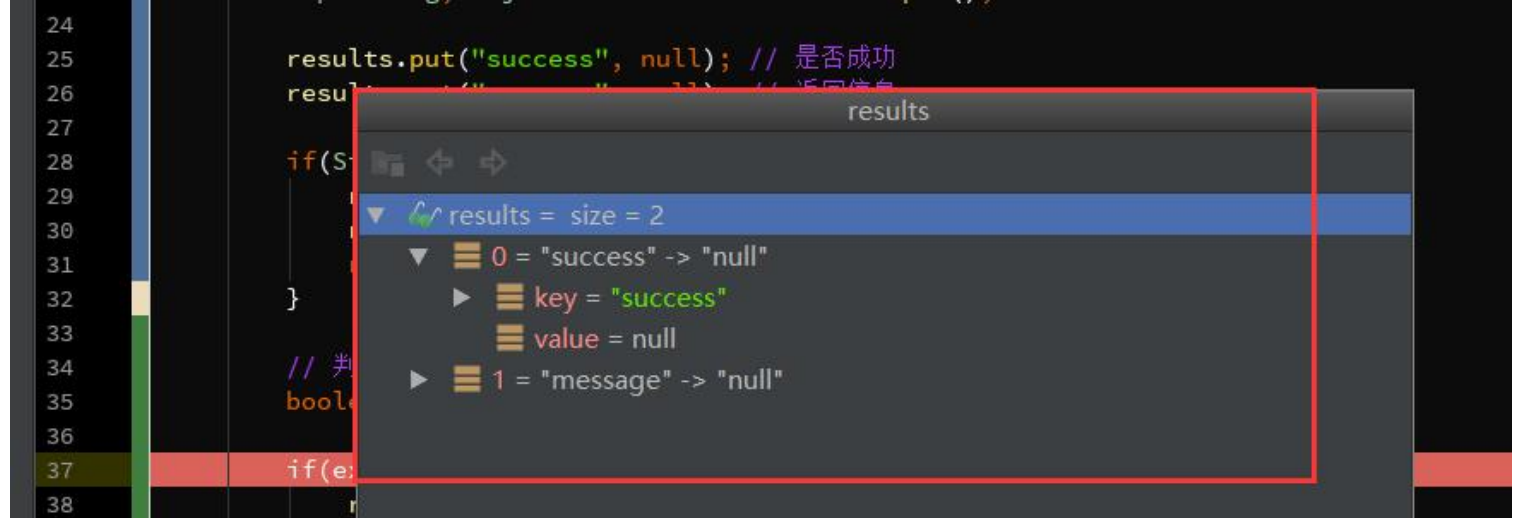 24
25 results.put("success", null); // 是否成功
26 resu
27
results
28 if(S
29
results = size = 2
30
31
0 = "success" -> "null"
32 }
key = "success"
33
value = null
34 // 判
1 = "message" -> "null"
35 boole
36
37 if(ex
38